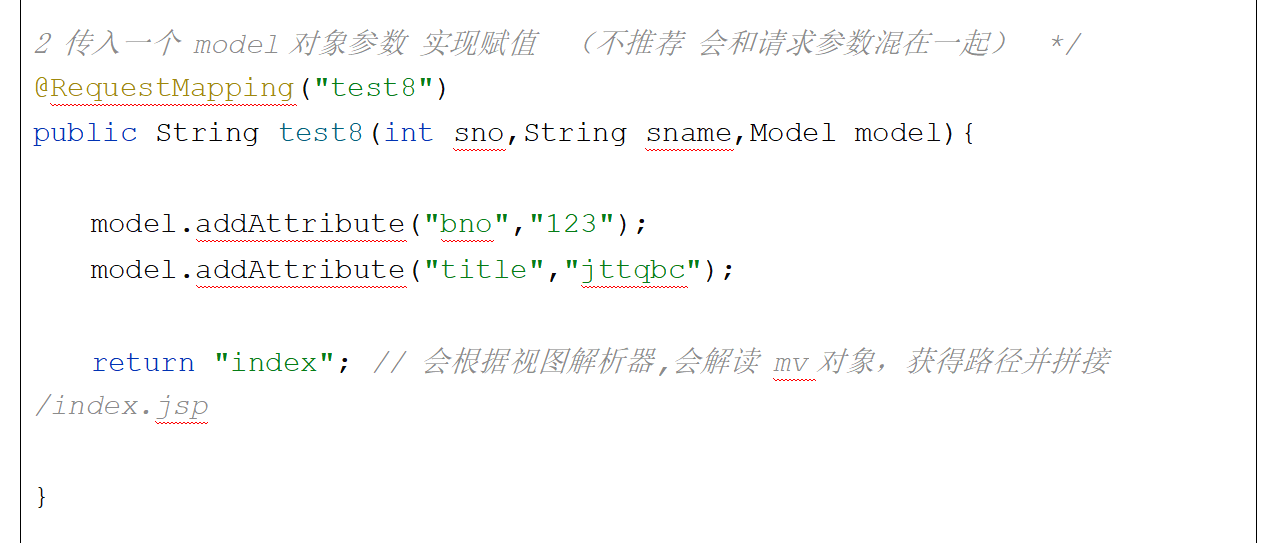 2 传入一个 model 对象参数 实现赋值 （不推荐 会和请求参数混在一起） */
@RequestMapping("test8")
public String test8(int sno,String sname,Model model){
model.addAttribute("bno","123");
model.addAttribute("title","jttqbc");
return "index"; // 会根据视图解析器,会解读 mv 对象，获得路径并拼接
/index.jsp
}